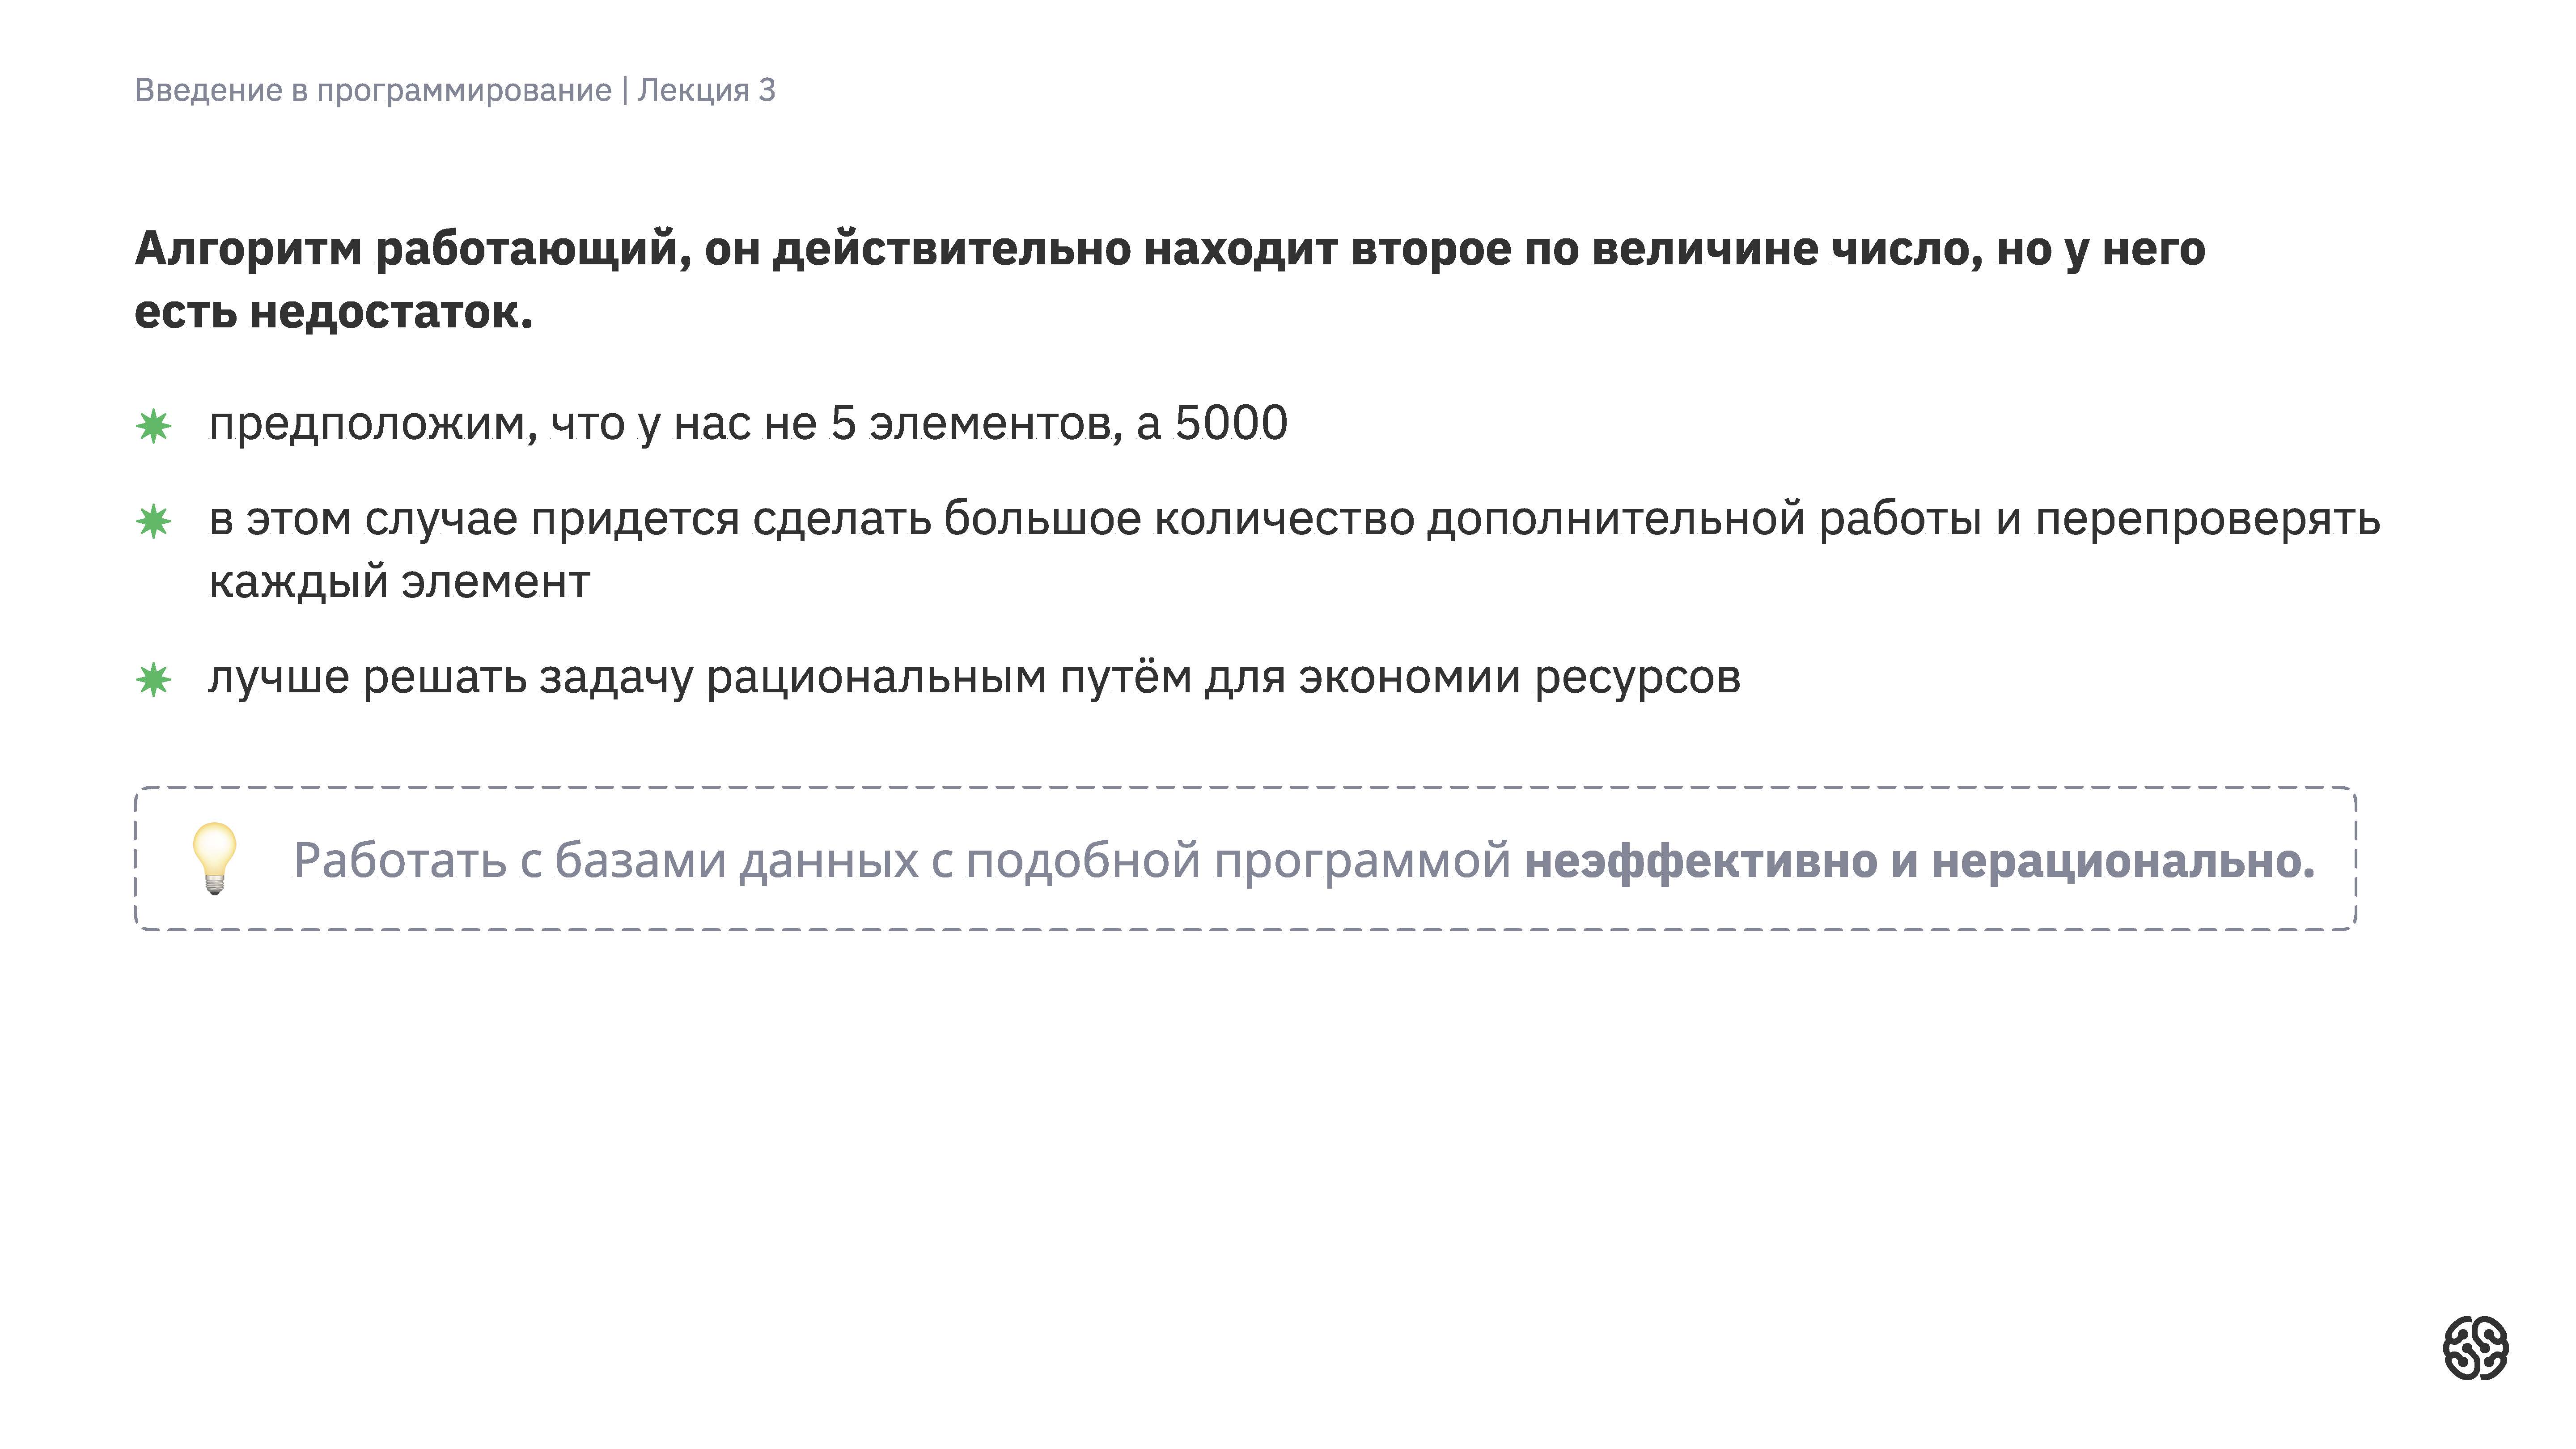 Введение в программирование | Лекция 3
Алгоритм работающий, он действительно находит второе по величине число, но у него
есть недостаток.
предположим, что у нас не 5 элементов, а 5000
в этом случае придется сделать большое количество дополнительной работы и перепроверять
каждый элемент
лучше решать задачу рациональным путём для экономии ресурсов
Работать с базами данных с подобной программой неэффективно и нерационально.